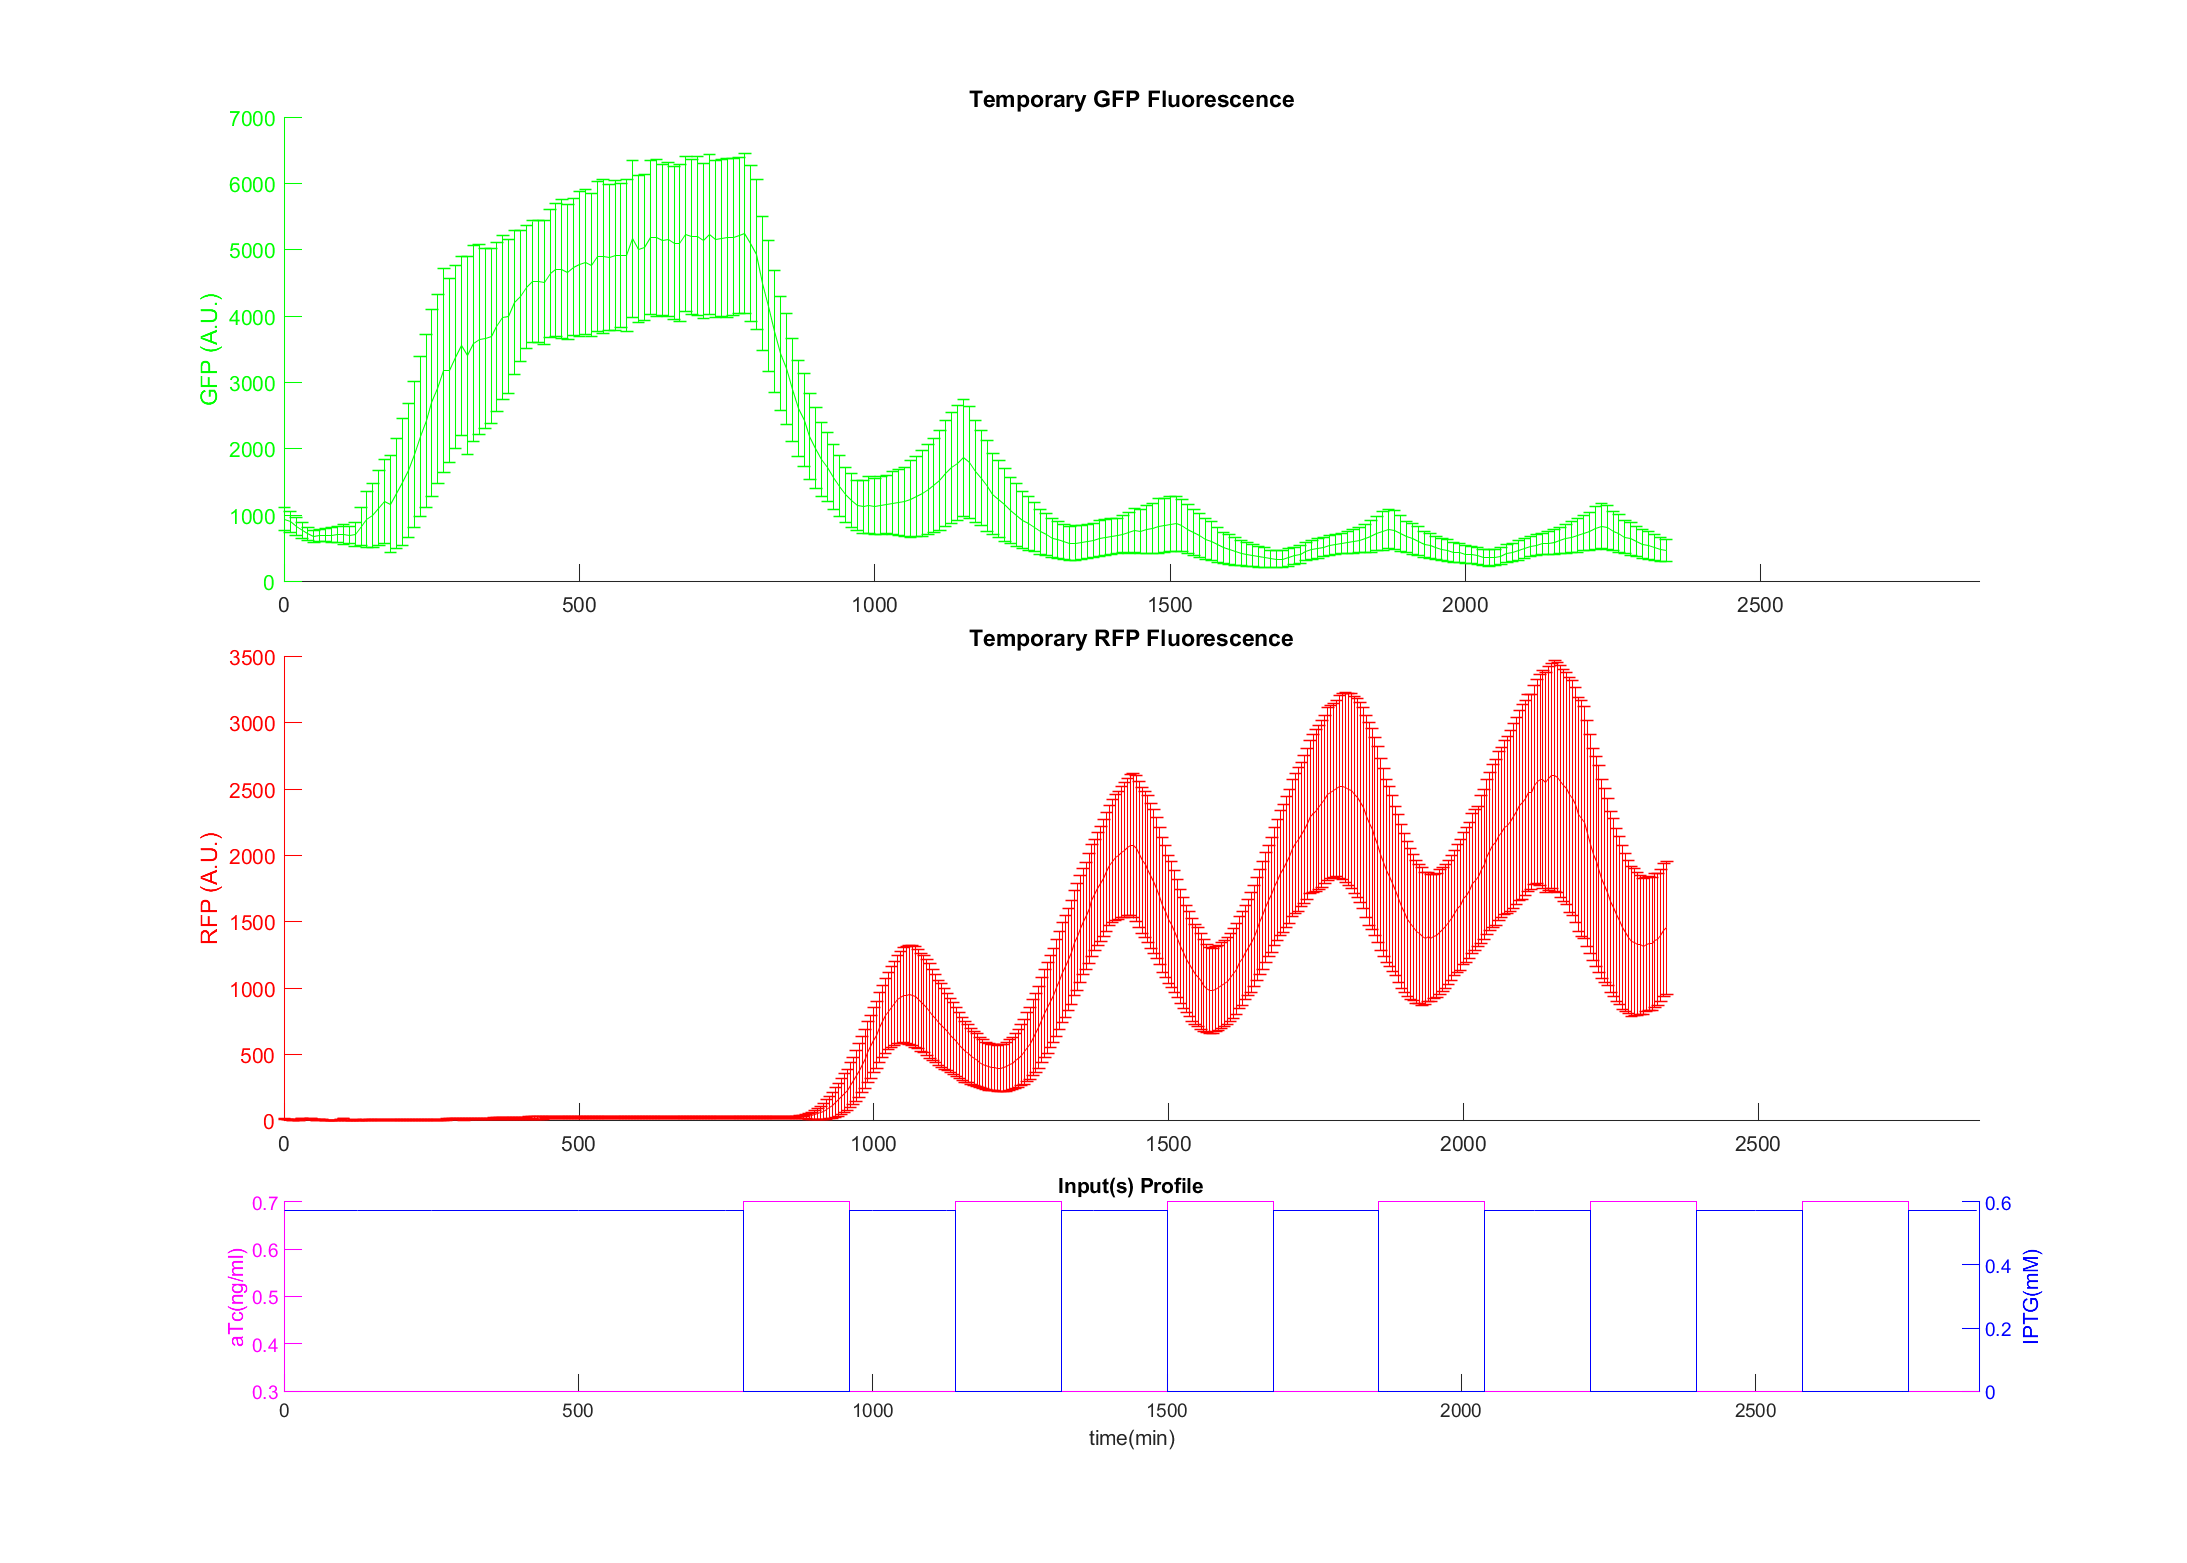 Temporary GFP Fluorescence
7000
6000
5000
4000
3000
2000
1000
0
GFP (A.U.)
0 500 1000 1500 2000 2500
Temporary RFP Fluorescence
3500
3000
2500
2000
1500
1000
500
0
RFP (A.U.)
0 500 1000 1500 2000 2500
Input(s) Profile
0.7
0.6
0.5
0.4
0.3
aTc(ng/ml)
0.6
0.4
0.2
0
IPTG(mM)
0 500 1000 1500 2000 2500
time(min)